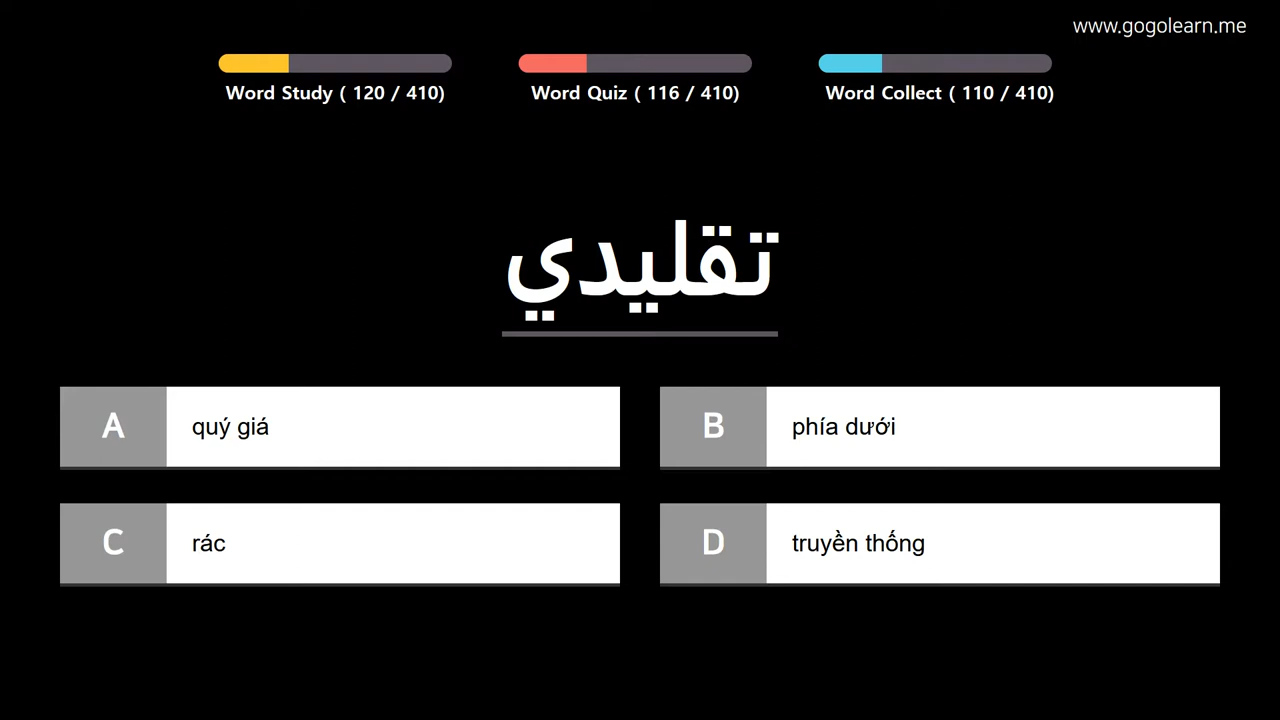 www.gogolearn.me
Word Study ( 120 / 410)
Word Quiz ( 116 / 410)
Word Collect ( 110 / 410)
تقليدي
A quý giá
B phía dưới
C rác
D truyền thống